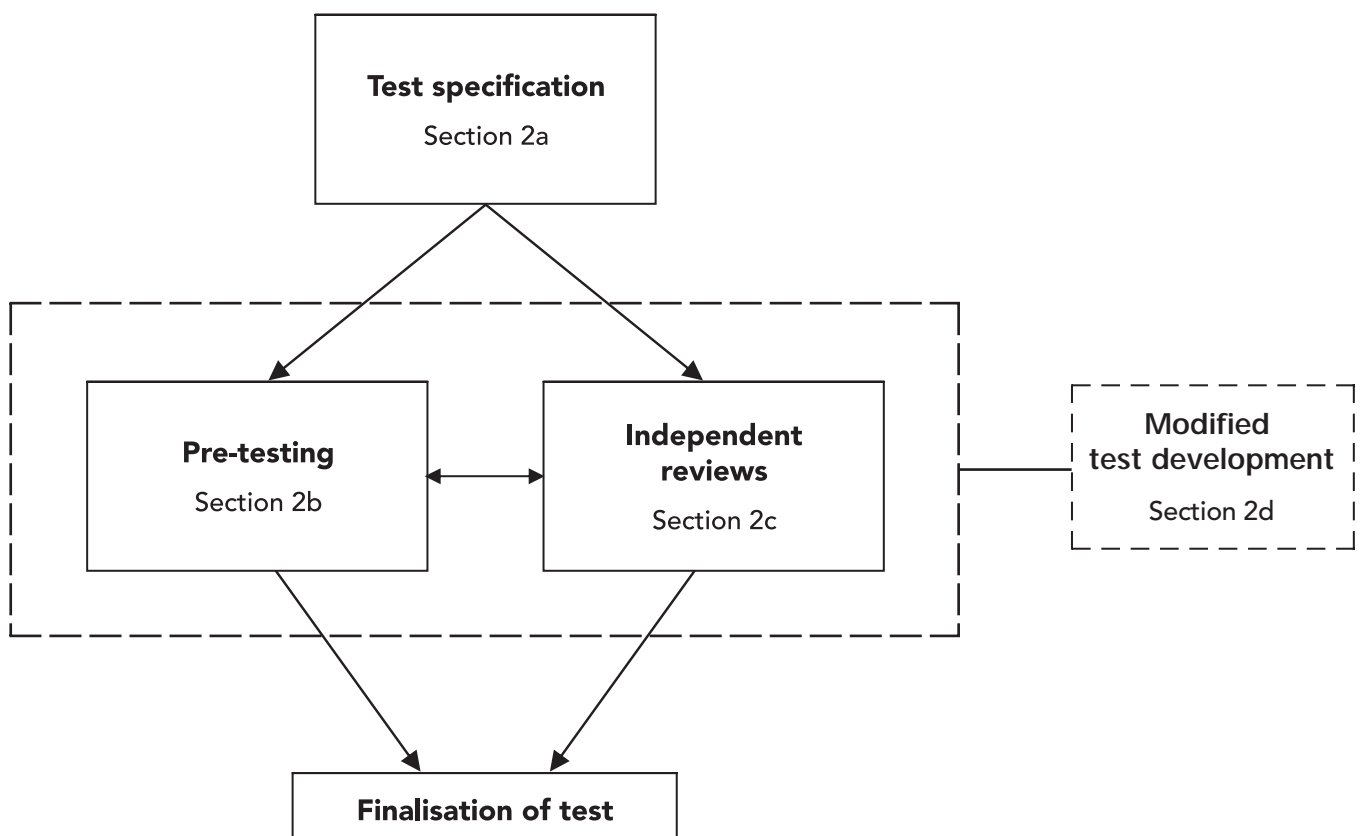 Test specification
Section 2a
Pre-testing
Section 2b
Independent
reviews
Section 2c
Modified
test development
Section 2d
Finalisation of test